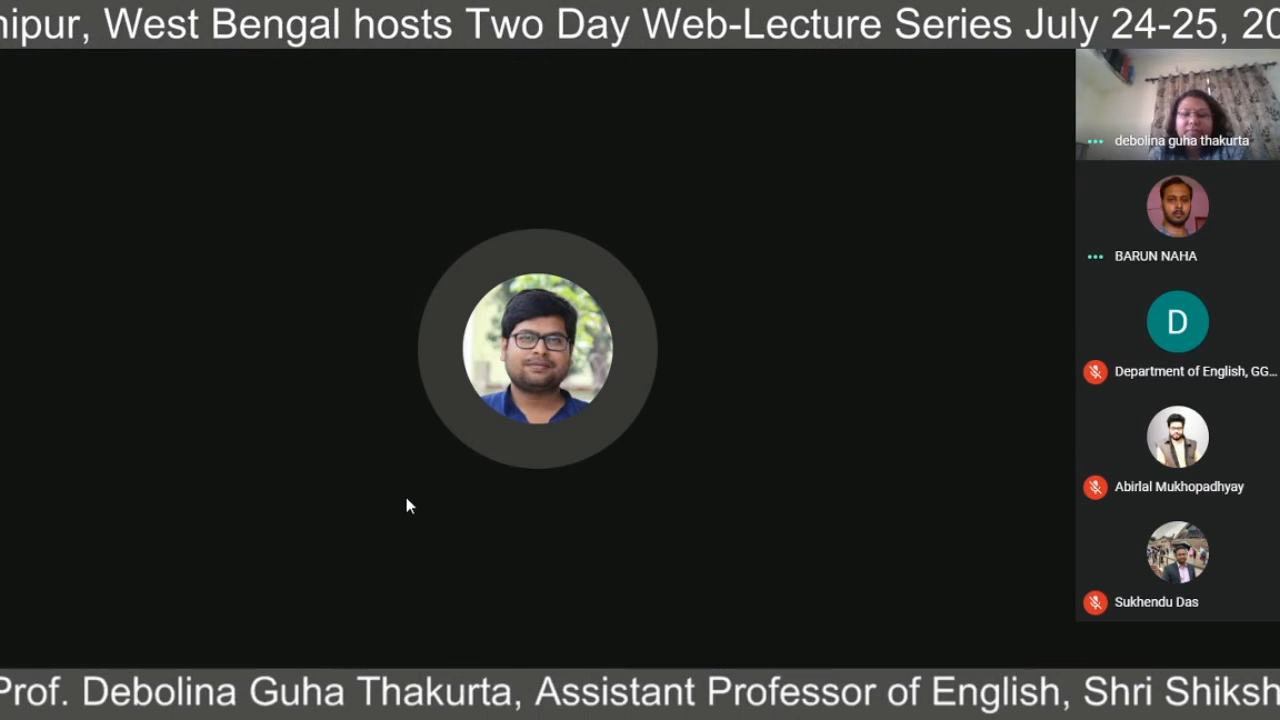 hipur, West Bengal hosts Two Day Web-Lecture Series July 24-25, 20
debolina guha thakurta
BARUN NAHA
D
Department of English, GG...
Abirlal Mukhopadhyay
Sukhendu Das
Prof. Debolina Guha Thakurta, Assistant Professor of English, Shri Shiksh